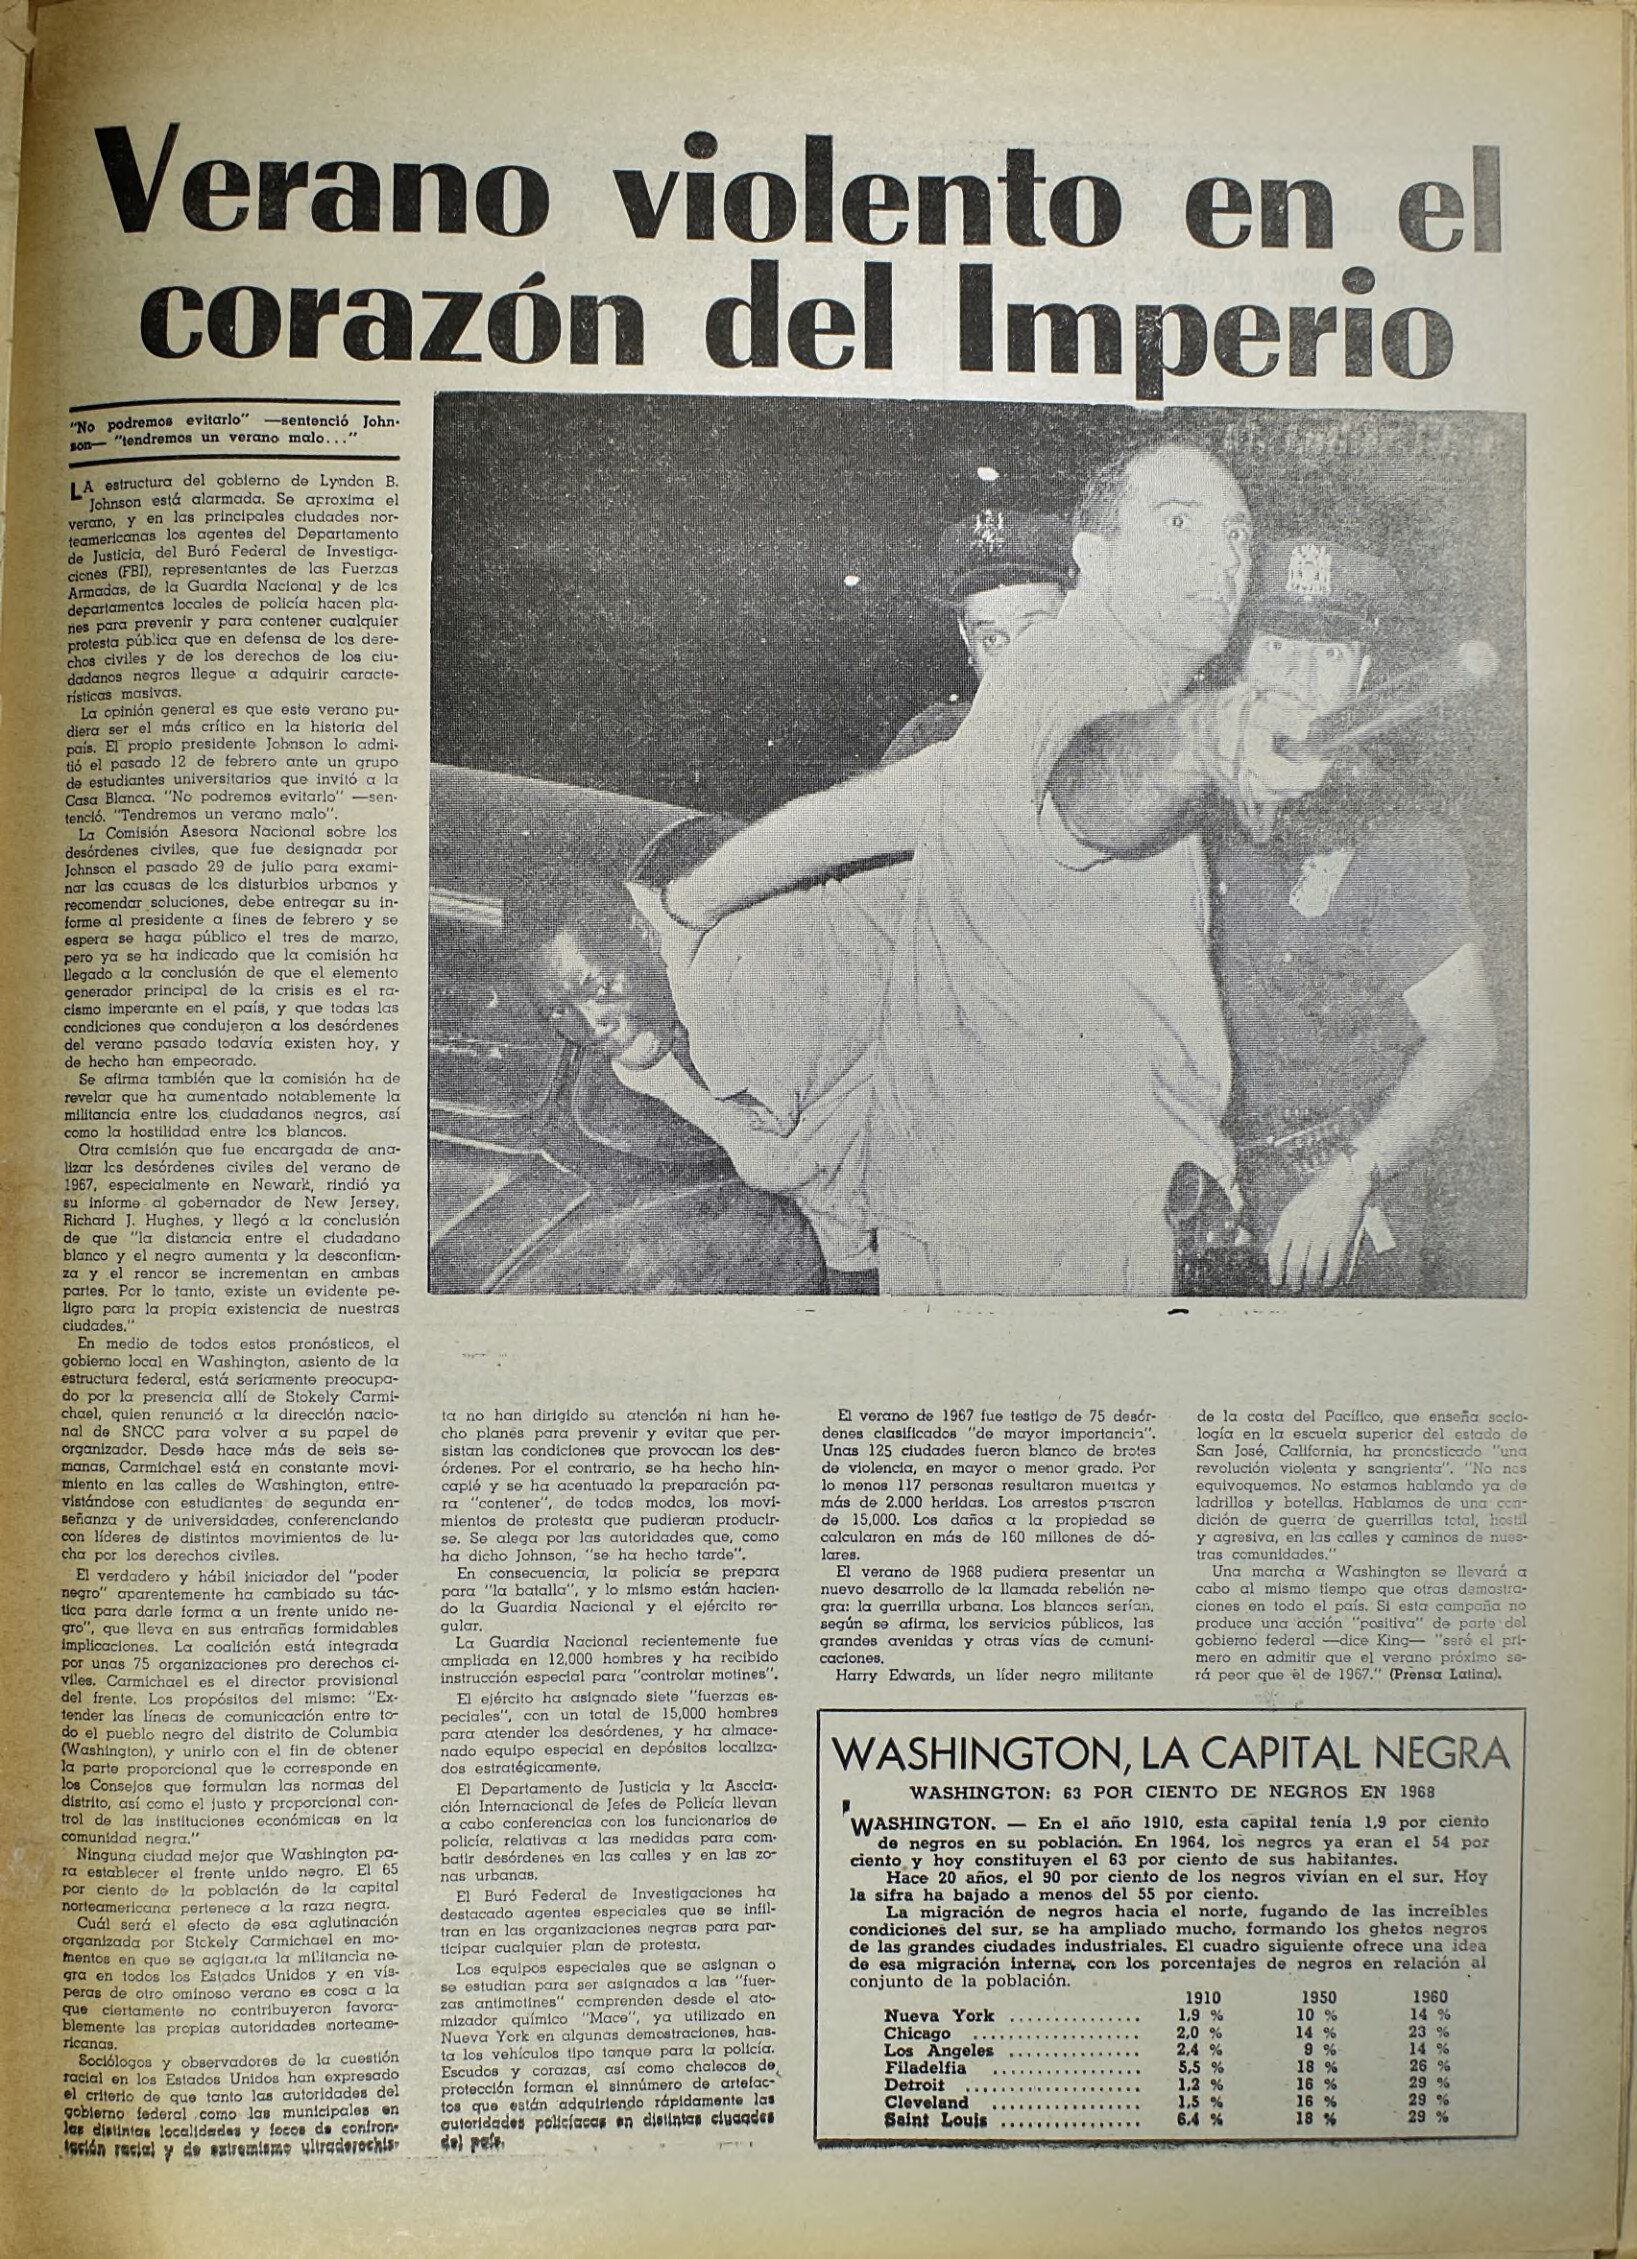 Verano violento en el
corazón del Imperio
"No podremos evitarlo" —sentenció John-
son— "tendremos un verano malo..."
LA estructura del gobierno de Lyndon B.
Johnson está alarmada. Se aproxima el
verano, y en las principales ciudades nor-
teamericanas los agentes del Departamento
de Justicia, del Buró Federal de Investiga-
ciones (FBI), representantes de las Fuerzas
Armadas, de la Guardia Nacional y de los
departamentos locales de policía hacen pla-
nes para prevenir y para contener cualquier
protesta pública que en defensa de los dere-
chos civiles y de los derechos de los ciu-
dadanos negros llegue a adquirir caracte-
rísticas masivas.
La opinión general es que este verano pu-
diera ser el más crítico en la historia del
país. El propio presidente Johnson lo admi-
tió el pasado 12 de febrero ante un grupo
de estudiantes universitarios que invitó a la
Casa Blanca. "No podremos evitarlo" —sen-
tenció. "Tendremos un verano malo".
La Comisión Asesora Nacional sobre los
desórdenes civiles, que fue designada por
Johnson el pasado 29 de julio para exami-
nar las causas de los disturbios urbanos y
recomendar soluciones, debe entregar su in-
forme al presidente a fines de febrero y se
espera se haga público el tres de marzo,
pero ya se ha indicado que la comisión ha
llegado a la conclusión de que el elemento
generador principal de la crisis es el ra-
cismo imperante en el país, y que todas las
condiciones que condujeron a los desórdenes
del verano pasado todavía existen hoy, y
de hecho han empeorado.
Se afirma también que la comisión ha de
revelar que ha aumentado notablemente la
militancia entre los ciudadanos negros, así
como la hostilidad entre los blancos.
Otra comisión que fue encargada de ana-
lizar los desórdenes civiles del verano de
1967, especialmente en Newark, rindió ya
su informe al gobernador de New Jersey,
Richard J. Hughes, y llegó a la conclusión
de que "la distancia entre el ciudadano
blanco y el negro aumenta y la desconfian-
za y el rencor se incrementan en ambas
partes. Por lo tanto, existe un evidente pe-
ligro para la propia existencia de nuestras
ciudades."
En medio de todos estos pronósticos, el
gobierno local en Washington, asiento de la
estructura federal, está seriamente preocupa-
do por la presencia allí de Stokely Carmi-
chael, quien renunció a la dirección nacio-
nal de SNCC para volver a su papel de
organizador. Desde hace más de seis se-
manas, Carmichael está en constante movi-
miento en las calles de Washington, entre-
vistándose con estudiantes de segunda en-
señanza y de universidades, conferenciando
con líderes de distintos movimientos de lu-
cha por los derechos civiles.
El verdadero y hábil iniciador del "poder
negro" aparentemente ha cambiado su tác-
tica para darle forma a un frente unido ne-
gro", que lleva en sus entrañas formidables
implicaciones. La coalición está integrada
por unas 75 organizaciones pro derechos ci-
viles. Carmichael es el director provisional
del frente. Los propósitos del mismo: "Ex-
tender las líneas de comunicación entre to-
do el pueblo negro del distrito de Columbia
(Washington), y unirlo con el fin de obtener
la parte proporcional que le corresponde en
los Consejos que formulan las normas del
distrito, así como el justo y proporcional con-
trol de las instituciones económicas en la
comunidad negra."
Ninguna ciudad mejor que Washington pa-
ra establecer el frente unido negro. El 65
por ciento de la población de la capital
norteamericana pertenece a la raza negra.
Cuál será el efecto de esa aglutinación
organizada por Stokely Carmichael en mo-
mentos en que se agiganta la militancia ne-
gra en todos los Estados Unidos y en vís-
peras de otro ominoso verano es cosa a la
que ciertamente no contribuyeron favora-
blemente las propias autoridades norteame-
ricanas.
Sociólogos y observadores de la cuestión
racial en los Estados Unidos han expresado
el criterio de que tanto las autoridades del
gobierno federal como las municipales en
las distintas localidades y focos de confron-
tación racial y de extremismo ultraderechis-
ta no han dirigido su atención ni han he-
cho planes para prevenir y evitar que per-
sistan las condiciones que provocan los des-
órdenes. Por el contrario, se ha hecho hin-
capié y se ha acentuado la preparación pa-
ra "contener", de todos modos, los movi-
mientos de protesta que pudieran producir-
se. Se alega por las autoridades que, como
ha dicho Johnson, "se ha hecho tarde".
En consecuencia, la policía se prepara
para "la batalla", y lo mismo están hacien-
do la Guardia Nacional y el ejército re-
gular.
La Guardia Nacional recientemente fue
ampliada en 12,000 hombres y ha recibido
instrucción especial para "controlar motines".
El ejército ha asignado siete "fuerzas es-
peciales", con un total de 15,000 hombres
para atender los desórdenes, y ha almace-
nado equipo especial en depósitos localiza-
dos estratégicamente.
El Departamento de Justicia y la Asocia-
ción Internacional de Jefes de Policía llevan
a cabo conferencias con los funcionarios de
policía, relativas a las medidas para com-
batir desórdenes en las calles y en las zo-
nas urbanas.
El Buró Federal de Investigaciones ha
destacado agentes especiales que se infil-
tran en las organizaciones negras para par-
ticipar cualquier plan de protesta.
Los equipos especiales que se asignan o
se estudian para ser asignados a las "fuer-
zas antimotines" comprenden desde el ato-
mizador químico "Mace", ya utilizado en
Nueva York en algunas demostraciones, has-
ta los vehículos tipo tanque para la policía.
Escudos y corazas, así como chalecos de
protección forman el sinnúmero de artefac-
tos que están adquiriendo rápidamente las
autoridades policíacas en distintas ciudades
del país.
El verano de 1967 fue testigo de 75 desór-
denes clasificados "de mayor importancia".
Unas 125 ciudades fueron blanco de brotes
de violencia, en mayor o menor grado. Por
lo menos 117 personas resultaron muertas y
más de 2.000 heridas. Los arrestos pasaron
de 15,000. Los daños a la propiedad se
calcularon en más de 160 millones de dó-
lares.
El verano de 1968 pudiera presentar un
nuevo desarrollo de la llamada rebelión ne-
gra: la guerrilla urbana. Los blancos serían,
según se afirma, los servicios públicos, las
grandes avenidas y otras vías de comuni-
caciones.
Harry Edwards, un líder negro militante
de la costa del Pacífico, que enseña socio-
logía en la escuela superior del estado de
San José, California, ha pronosticado "una
revolución violenta y sangrienta". "No nos
equivoquemos. No estamos hablando ya de
ladrillos y botellas. Hablamos de una con-
dición de guerra de guerrillas total, hostil
y agresiva, en las calles y caminos de nues-
tras comunidades."
Una marcha a Washington se llevará a
cabo al mismo tiempo que otras demostra-
ciones en todo el país. Si esta campaña no
produce una acción "positiva" de parte del
gobierno federal —dice King— "seré el pri-
mero en admitir que el verano próximo se-
rá peor que el de 1967." (Prensa Latina).
WASHINGTON, LA CAPITAL NEGRA
WASHINGTON: 63 POR CIENTO DE NEGROS EN 1968
WASHINGTON. — En el año 1910, esta capital tenía 1,9 por ciento
de negros en su población. En 1964, los negros ya eran el 54 por
ciento y hoy constituyen el 63 por ciento de sus habitantes.
Hace 20 años, el 90 por ciento de los negros vivían en el sur. Hoy
la sifra ha bajado a menos del 55 por ciento.
La migración de negros hacia el norte, fugando de las increíbles
condiciones del sur, se ha ampliado mucho, formando los ghetos negros
de las grandes ciudades industriales. El cuadro siguiente ofrece una idea
de esa migración interna, con los porcentajes de negros en relación al
conjunto de la población.
1910 1950 1960
Nueva York ............... 1,9 % 10 % 14 %
Chicago ................... 2,0 % 14 % 23 %
Los Angeles ............... 2,4 % 9 % 14 %
Filadelfia ................. 5,5 % 18 % 26 %
Detroit .................... 1,2 % 16 % 29 %
Cleveland ................. 1,5 % 16 % 29 %
Saint Louis ................ 6,4 % 18 % 29 %